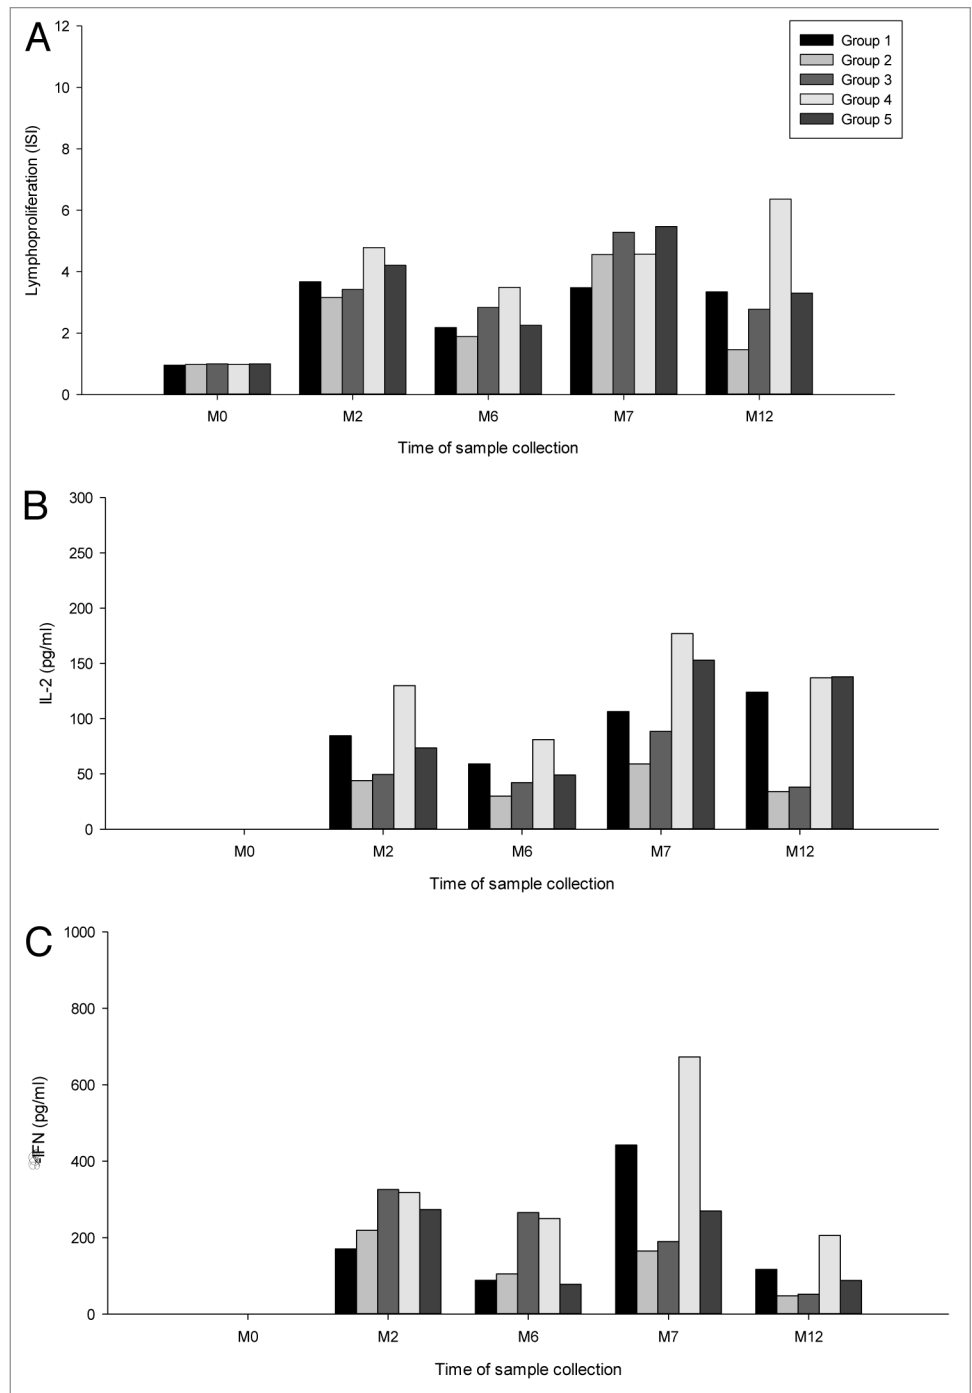 A
12
10
8
6
4
2
0
Lymphoproliferation (ISI)
Group 1
Group 2
Group 3
Group 4
Group 5
M0 M2 M6 M7 M12
Time of sample collection
B
300
250
200
150
100
50
0
IL-2 (pg/ml)
M0 M2 M6 M7 M12
Time of sample collection
C
1000
800
600
400
200
0
-IFN (pg/ml)
M0 M2 M6 M7 M12
Time of sample collection